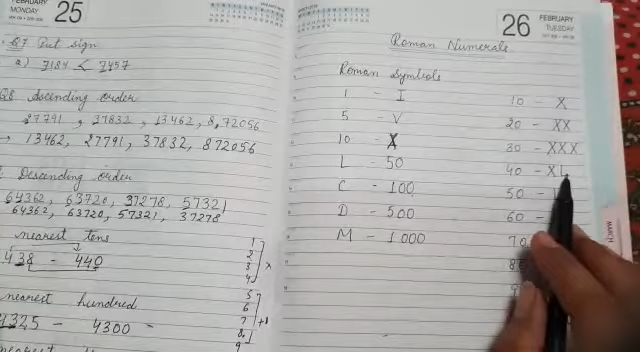 FEBRUARY
MONDAY
25
Q7 Put sign
a) 3184 < 3457
Q8 Ascending order
27791, 37832, 13462, 8,72056
→ 13462, 27791, 37832, 872056
Descending order
64362, 63720, 37278, 57321
64362, 63720, 57321, 37278
nearest tens
438 - 440
1
2
3
4
nearest hundred
4325 - 4300
5
6
7 +1
8
9
26
FEBRUARY
TUESDAY
Roman Numerals
Roman Symbols
1 - I
5 - V
10 - X
L - 50
C - 100
D - 500
M - 1000
10 - X
20 - XX
30 - XXX
40 - XL
50 -
60 -
70
MARCH